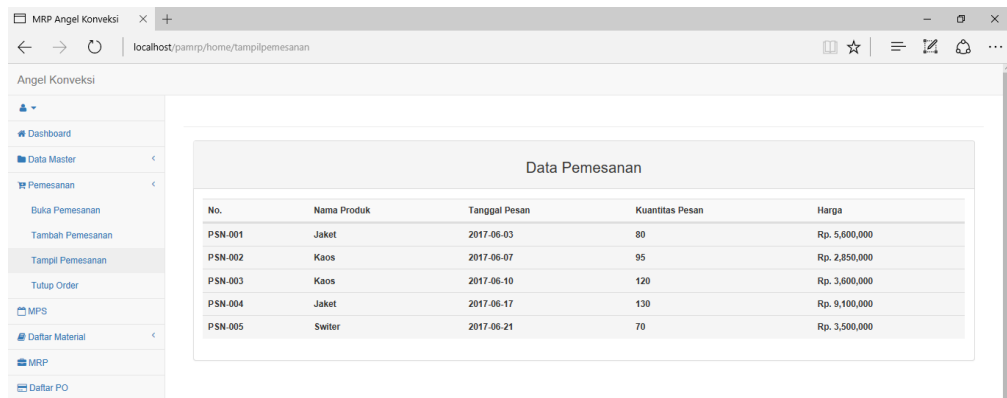 MRP Angel Konveksi
localhost/pamrp/home/tampilpemesanan
Angel Konveksi
Dashboard
Data Master
Pemesanan
Buka Pemesanan
Tambah Pemesanan
Tampil Pemesanan
Tutup Order
MPS
Daftar Material
MRP
Daftar PO
Data Pemesanan
No. Nama Produk Tanggal Pesan Kuantitas Pesan Harga
PSN-001 Jaket 2017-06-03 80 Rp. 5,600,000
PSN-002 Kaos 2017-06-07 95 Rp. 2,850,000
PSN-003 Kaos 2017-06-10 120 Rp. 3,600,000
PSN-004 Jaket 2017-06-17 130 Rp. 9,100,000
PSN-005 Switer 2017-06-21 70 Rp. 3,500,000